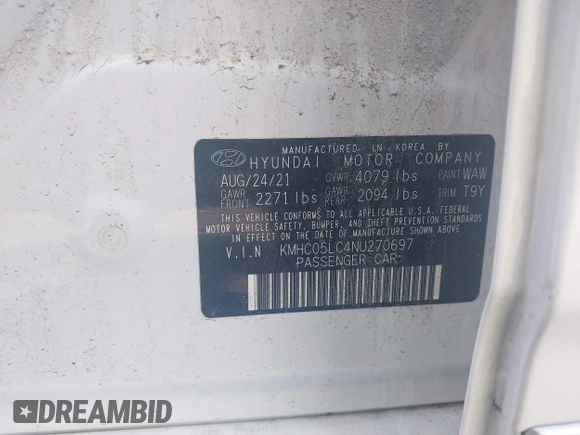 MANUFACTURED IN KOREA BY
HYUNDAI MOTOR COMPANY
AUG/24/21 GVWR 4079 lbs PAINT WAW
GAWR FRONT 2271 lbs GAWR REAR 2094 lbs TRIM T9Y
THIS VEHICLE CONFORMS TO ALL APPLICABLE U.S.A. FEDERAL
MOTOR VEHICLE SAFETY, BUMPER, AND THEFT PREVENTION
STANDARDS IN EFFECT ON THE DATE OF MANUFACTURE SHOWN ABOVE.
V.I.N KMHC05LC4NU270697
PASSENGER CAR
DREAMBID